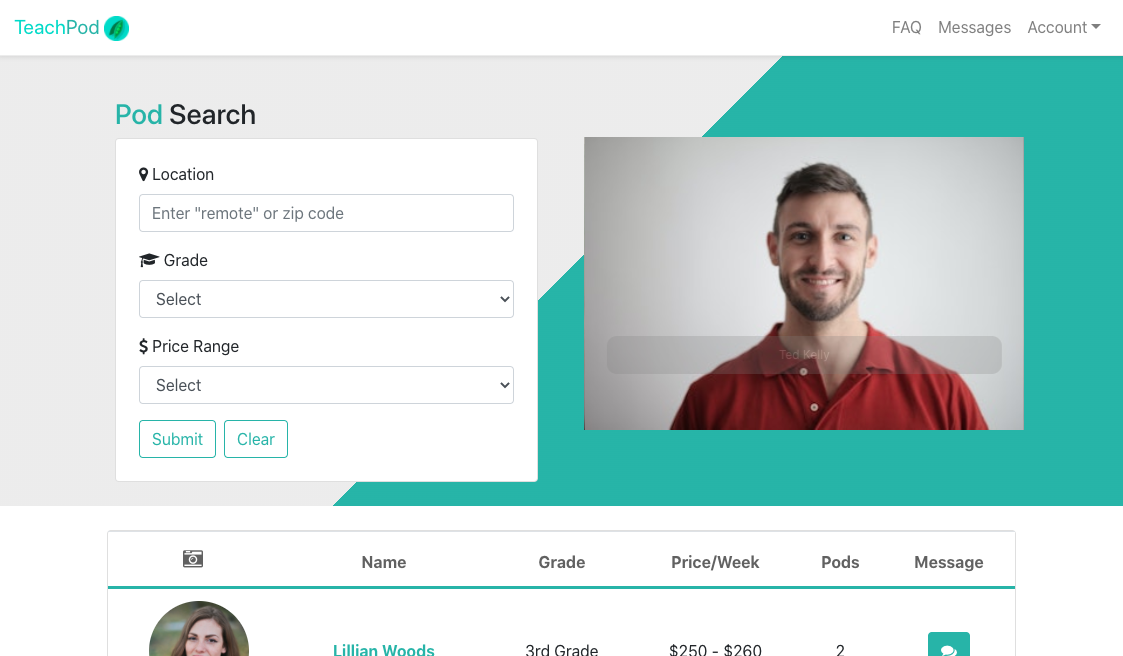 TeachPod
FAQ Messages Account
Pod Search
Location
Enter "remote" or zip code
Grade
Select
Price Range
Select
Submit Clear
Ted Kelly
Name Grade Price/Week Pods Message
Lillian Woods 3rd Grade $250 - $260 2